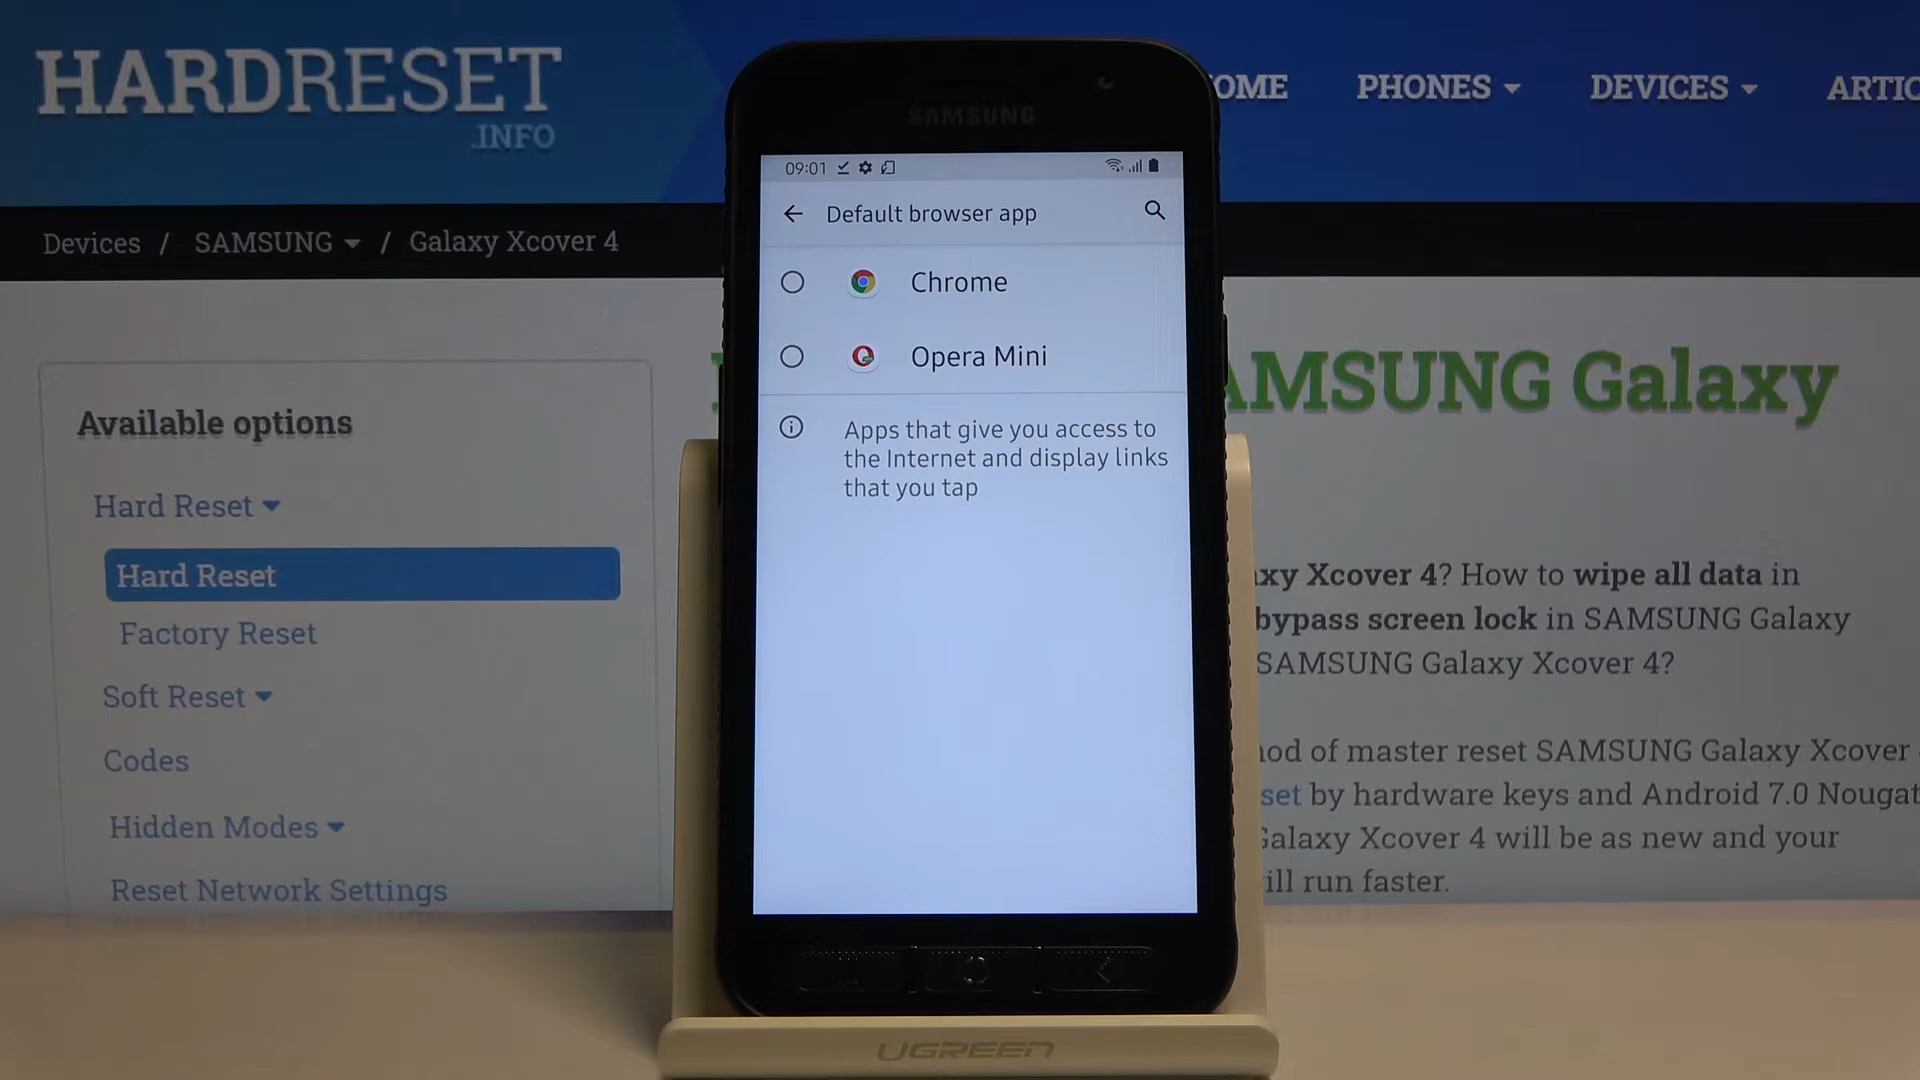 HARDRESET
.INFO
OME
PHONES
DEVICES
ARTIC
Devices / SAMSUNG / Galaxy Xcover 4
SAMSUNG
09:01
Default browser app
Chrome
Opera Mini
Apps that give you access to
the Internet and display links
that you tap
Available options
Hard Reset
Hard Reset
Factory Reset
Soft Reset
Codes
Hidden Modes
Reset Network Settings
AMSUNG Galaxy
xy Xcover 4? How to wipe all data in
bypass screen lock in SAMSUNG Galaxy
SAMSUNG Galaxy Xcover 4?
od of master reset SAMSUNG Galaxy Xcover
set by hardware keys and Android 7.0 Nougat
Galaxy Xcover 4 will be as new and your
ill run faster.
UGREEN